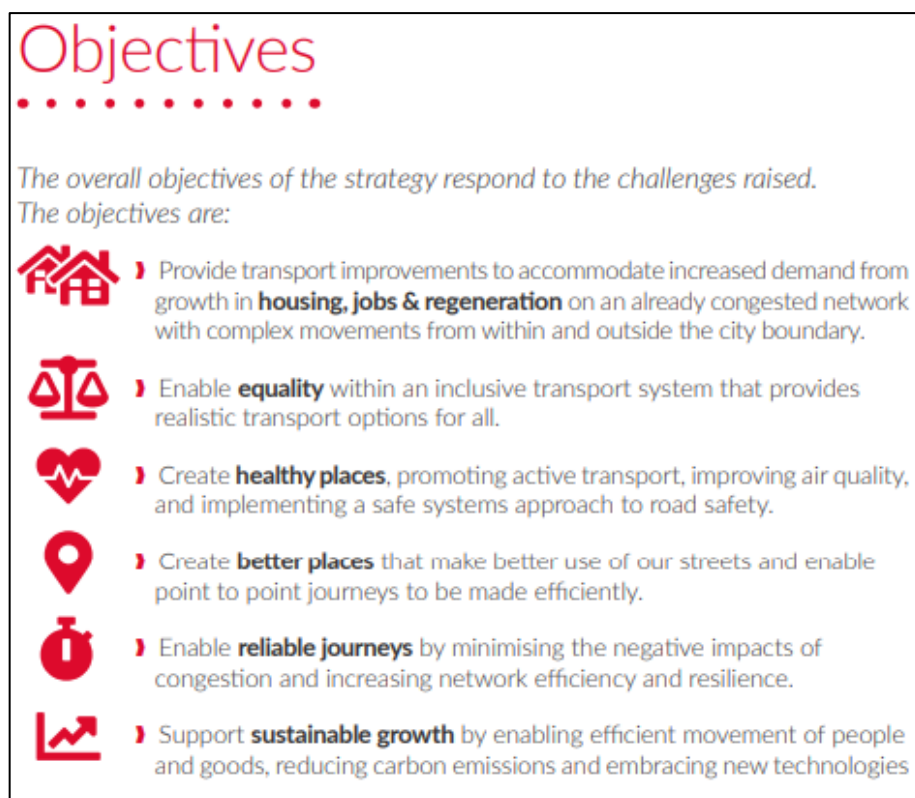 Objectives
The overall objectives of the strategy respond to the challenges raised.
The objectives are:
Provide transport improvements to accommodate increased demand from
growth in housing, jobs & regeneration on an already congested network
with complex movements from within and outside the city boundary.
Enable equality within an inclusive transport system that provides
realistic transport options for all.
Create healthy places, promoting active transport, improving air quality,
and implementing a safe systems approach to road safety.
Create better places that make better use of our streets and enable
point to point journeys to be made efficiently.
Enable reliable journeys by minimising the negative impacts of
congestion and increasing network efficiency and resilience.
Support sustainable growth by enabling efficient movement of people
and goods, reducing carbon emissions and embracing new technologies